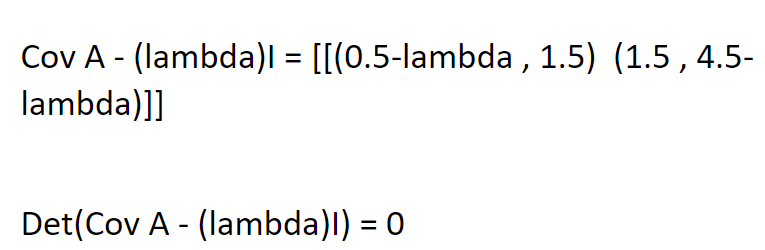 Cov A - (lambda)I = [[(0.5-lambda , 1.5)  (1.5 , 4.5-
lambda)]]
Det(Cov A - (lambda)I) = 0